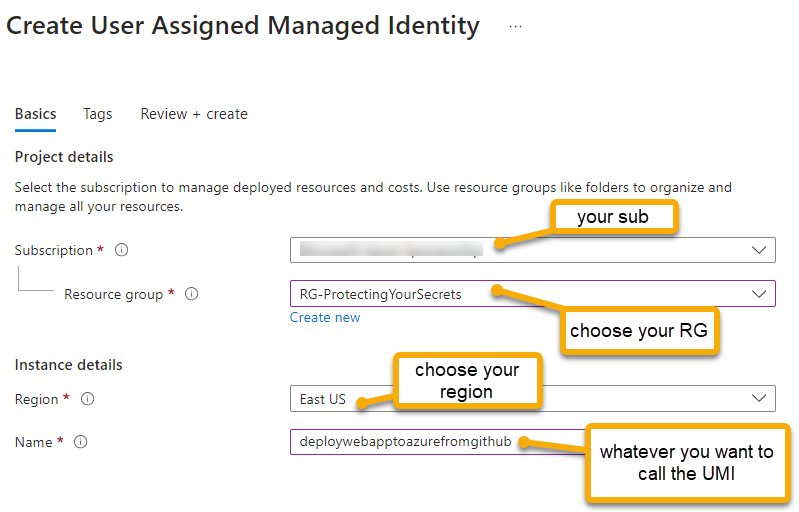 Create User Assigned Managed Identity ...
Basics Tags Review + create
Project details
Select the subscription to manage deployed resources and costs. Use resource groups like folders to organize and
manage all your resources.
your sub
Subscription *
Resource group *
RG-ProtectingYourSecrets
Create new
choose your RG
Instance details
choose your
region
Region *
East US
Name *
deploywebapptoazurefromgithub
whatever you want to
call the UMI